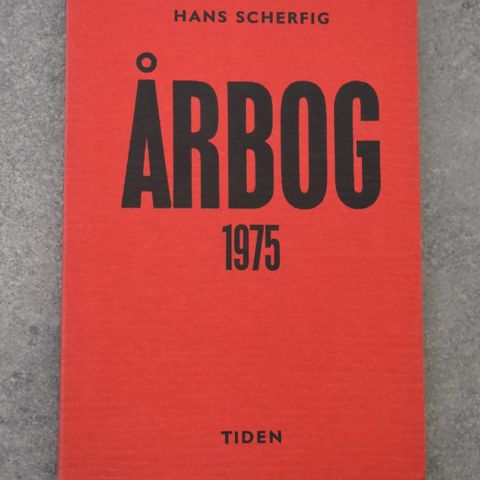 HANS SCHERFIG
ÅRBOG
1975
TIDEN